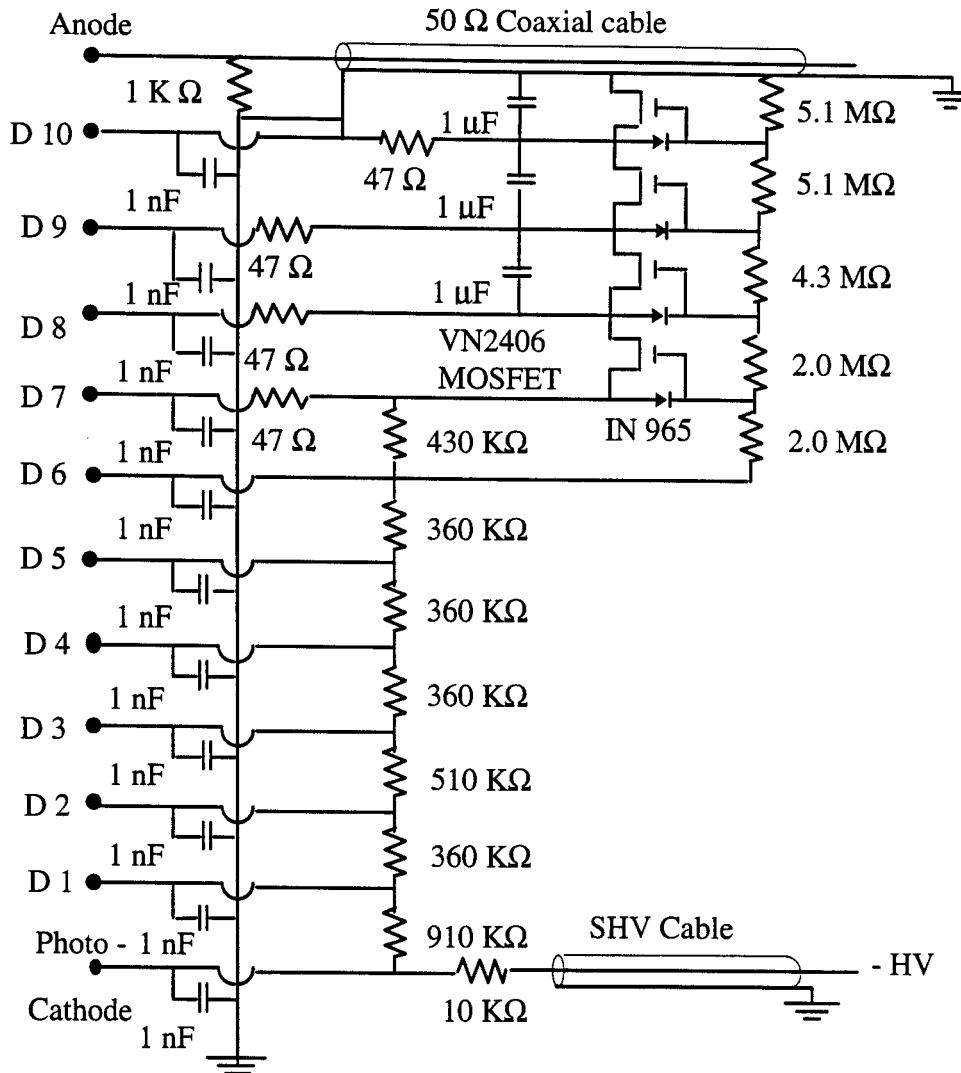 50 Ω Coaxial cable
Anode
1 K Ω
5.1 MΩ
D 10
1 μF
47 Ω
5.1 MΩ
1 nF
D 9
1 μF
47 Ω
4.3 MΩ
1 nF
D 8
1 μF
47 Ω
VN2406
MOSFET
2.0 MΩ
1 nF
D 7
47 Ω
430 KΩ
IN 965
2.0 MΩ
1 nF
D 6
1 nF
360 KΩ
D 5
1 nF
360 KΩ
D 4
1 nF
360 KΩ
D 3
1 nF
510 KΩ
D 2
1 nF
360 KΩ
D 1
Photo - 1 nF
910 KΩ
SHV Cable
- HV
Cathode
10 KΩ
1 nF